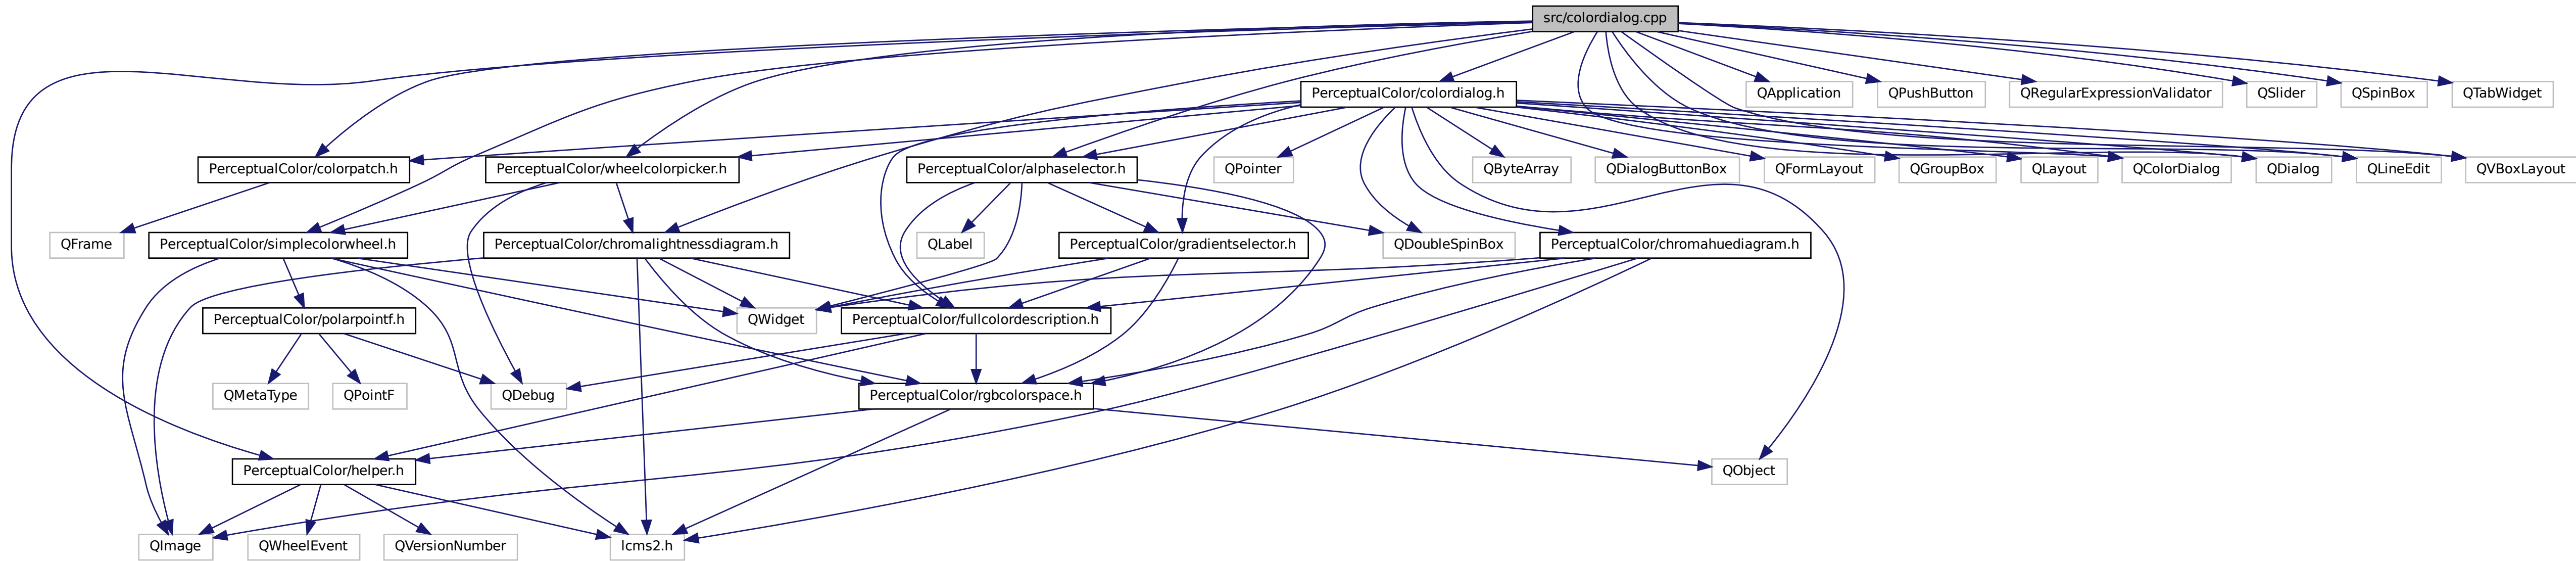 src/colordialog.cpp
PerceptualColor/colordialog.h
QApplication
QPushButton
QRegularExpressionValidator
QSlider
QSpinBox
QTabWidget
PerceptualColor/colorpatch.h
PerceptualColor/wheelcolorpicker.h
PerceptualColor/alphaselector.h
QPointer
QByteArray
QDialogButtonBox
QFormLayout
QGroupBox
QLayout
QColorDialog
QDialog
QLineEdit
QVBoxLayout
QFrame
PerceptualColor/simplecolorwheel.h
PerceptualColor/chromalightnessdiagram.h
QLabel
PerceptualColor/gradientselector.h
QDoubleSpinBox
PerceptualColor/chromahuediagram.h
PerceptualColor/polarpointf.h
QWidget
PerceptualColor/fullcolordescription.h
QMetaType
QPointF
QDebug
PerceptualColor/rgbcolorspace.h
PerceptualColor/helper.h
QObject
QImage
QWheelEvent
QVersionNumber
lcms2.h